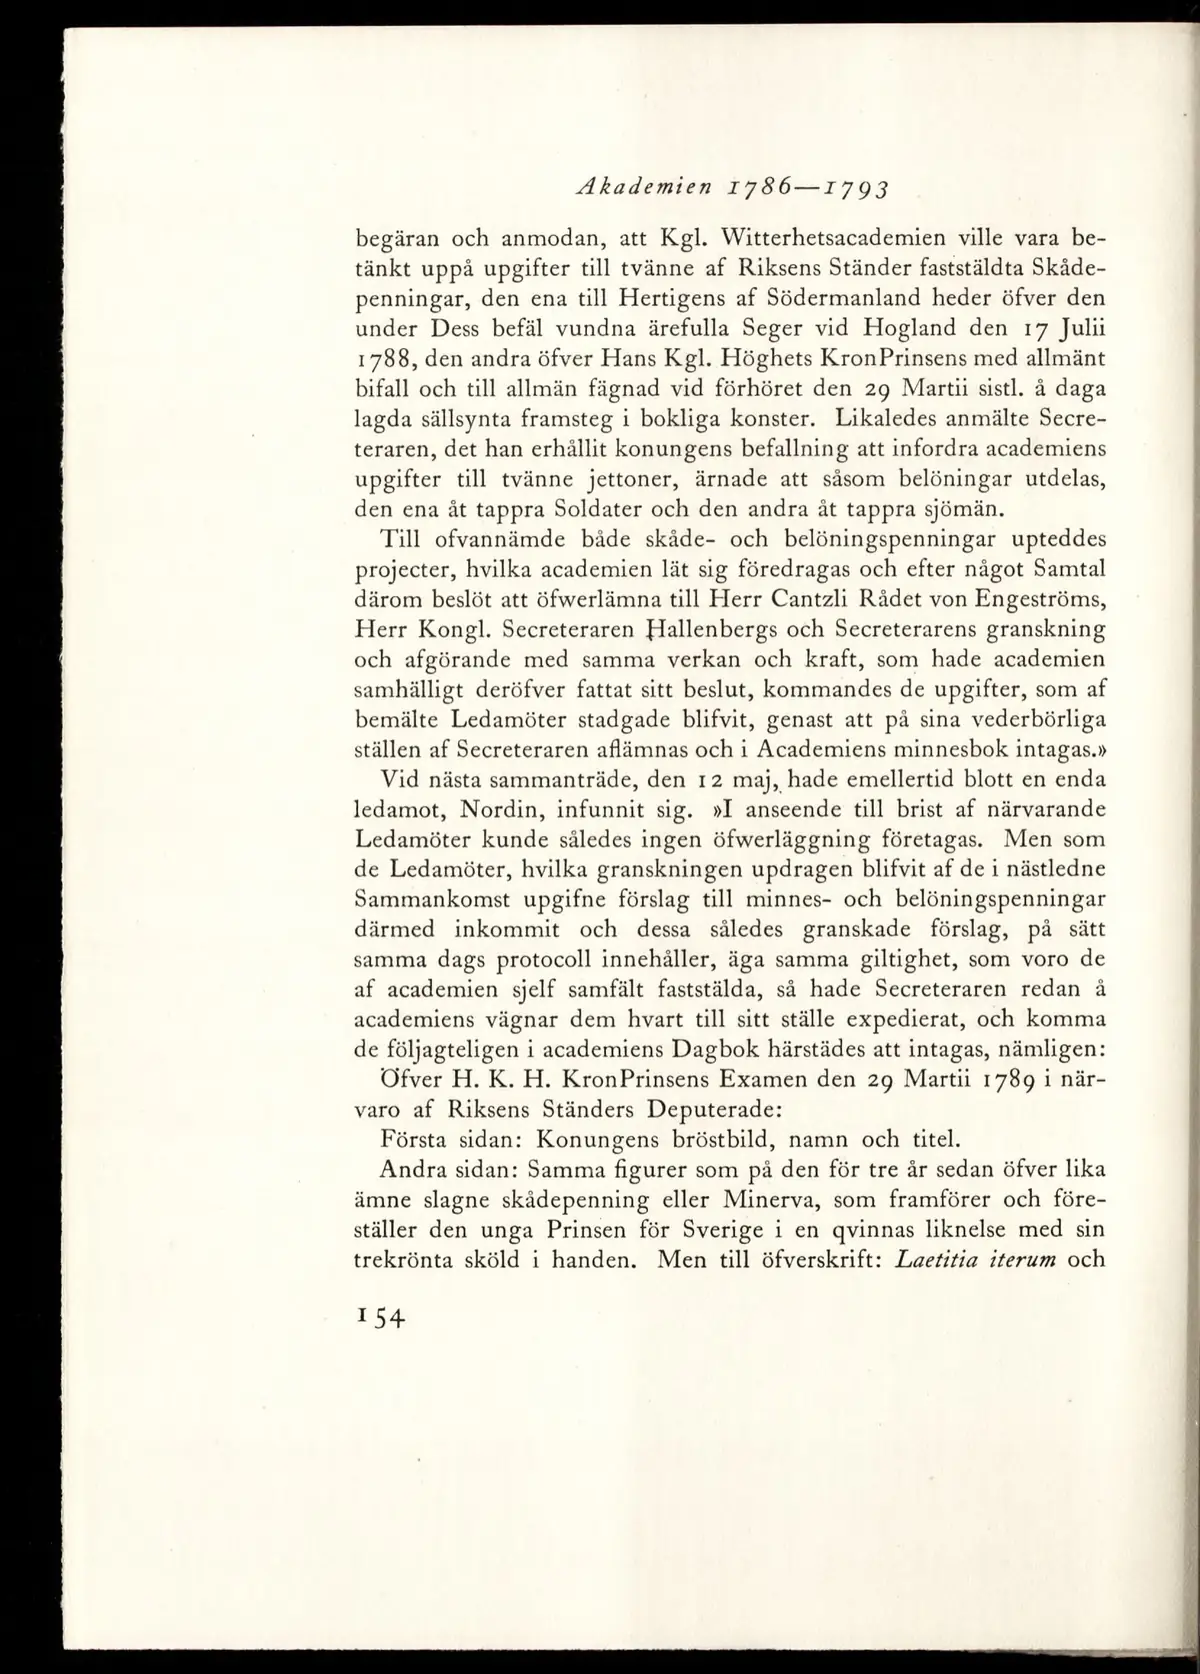 Akademien 1786—1793
begäran och anmodan, att Kgl. Witterhetsacademien ville vara be-
tänkt uppå upgifter till tvänne af Riksens Ständer faststäldta Skåde-
penningar, den ena till Hertigens af Södermanland heder öfver den
under Dess befäl vundna ärefulla Seger vid Hogland den 17 Julii
1788, den andra öfver Hans Kgl. Höghets KronPrinsens med allmänt
bifall och till allmän fägnad vid förhöret den 29 Martii sistl. å daga
lagda sällsynta framsteg i bokliga konster. Likaledes anmälte Secre-
teraren, det han erhållit konungens befallning att infordra academiens
upgifter till tvänne jettoner, ärnade att såsom belöningar utdelas,
den ena åt tappra Soldater och den andra åt tappra sjömän.
Till ofvannämde både skåde- och belöningspenningar upteddes
projecter, hvilka academien lät sig föredragas och efter något Samtal
därom beslöt att öfwerlämna till Herr Cantzli Rådet von Engeströms,
Herr Kongl. Secreteraren Hallenbergs och Secreterarens granskning
och afgörande med samma verkan och kraft, som hade academien
samhälligt deröfver fattat sitt beslut, kommandes de upgifter, som af
bemälte Ledamöter stadgade blifvit, genast att på sina vederbörliga
ställen af Secreteraren aflämnas och i Academiens minnesbok intagas.»
Vid nästa sammanträde, den 12 maj, hade emellertid blott en enda
ledamot, Nordin, infunnit sig. »I anseende till brist af närvarande
Ledamöter kunde således ingen öfwerläggning företagas. Men som
de Ledamöter, hvilka granskningen updragen blifvit af de i nästledne
Sammankomst upgifne förslag till minnes- och belöningspenningar
därmed inkommit och dessa således granskade förslag, på sätt
samma dags protocoll innehåller, äga samma giltighet, som voro de
af academien sjelf samfält faststälda, så hade Secreteraren redan å
academiens vägnar dem hvart till sitt ställe expedierat, och komma
de följagteligen i academiens Dagbok härstädes att intagas, nämligen:
Öfver H. K. H. KronPrinsens Examen den 29 Martii 1789 i när-
varo af Riksens Ständers Deputerade:
Första sidan: Konungens bröstbild, namn och titel.
Andra sidan: Samma figurer som på den för tre år sedan öfver lika
ämne slagne skådepenning eller Minerva, som framförer och före-
ställer den unga Prinsen för Sverige i en qvinnas liknelse med sin
trekrönta sköld i handen. Men till öfverskrift: Laetitia iterum och
154